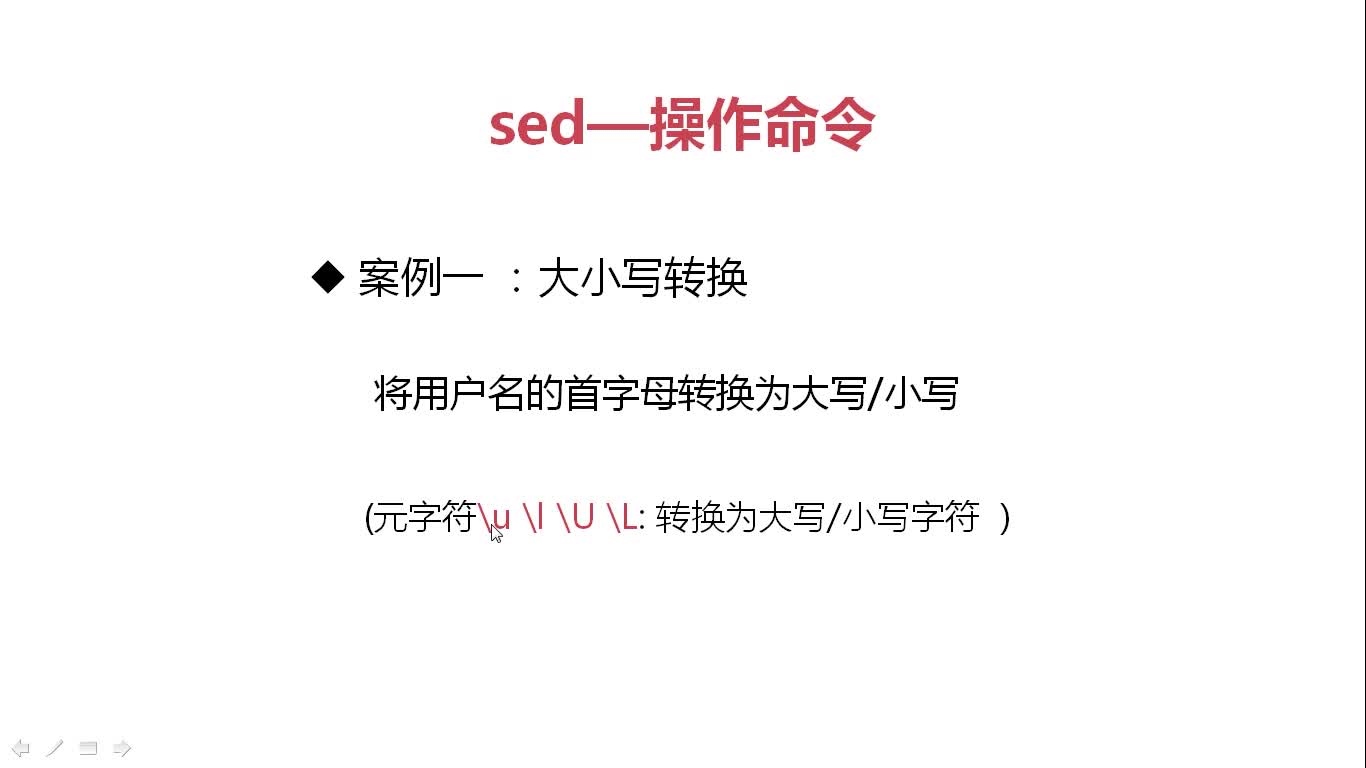 sed—操作命令
◆ 案例一 ：大小写转换
将用户名的首字母转换为大写/小写
(元字符\u \l \U \L: 转换为大写/小写字符 )